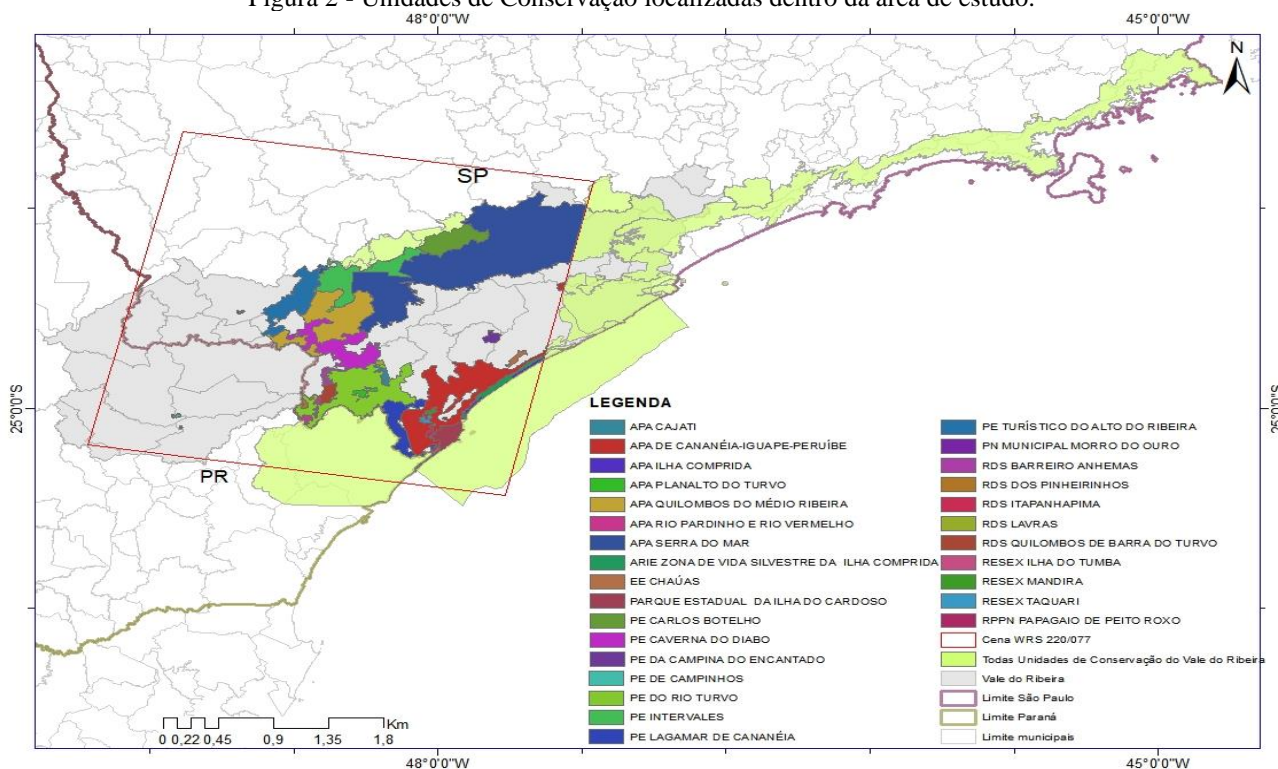 Figura 2 - Unidades de Conservação localizadas dentro da área de estudo.
48°0'0"W
45°0'0"W
N
SP
25°0'0"S
25°0'0"S
PR
LEGENDA
APA CAJATI
APA DE CANANÉIA-IGUAPE-PERUÍBE
APA ILHA COMPRIDA
APA PLANALTO DO TURVO
APA QUILOMBOS DO MÉDIO RIBEIRA
APA RIO PARDINHO E RIO VERMELHO
APA SERRA DO MAR
ARIE ZONA DE VIDA SILVESTRE DA ILHA COMPRIDA
EE CHAÚAS
PARQUE ESTADUAL DA ILHA DO CARDOSO
PE CARLOS BOTELHO
PE CAVERNA DO DIABO
PE DA CAMPINA DO ENCANTADO
PE DE CAMPINHOS
PE DO RIO TURVO
PE INTERVALES
PE LAGAMAR DE CANANÉIA
PE TURÍSTICO DO ALTO DO RIBEIRA
PN MUNICIPAL MORRO DO OURO
RDS BARREIRO ANHEMAS
RDS DOS PINHEIRINHOS
RDS ITAPANHAPIMA
RDS LAVRAS
RDS QUILOMBOS DE BARRA DO TURVO
RESEX ILHA DO TUMBA
RESEX MANDIRA
RESEX TAQUARI
RPPN PAPAGAIO DE PEITO ROXO
Cena WRS 220/077
Todas Unidades de Conservação do Vale do Ribeira
Vale do Ribeira
Limite São Paulo
Limite Paraná
Limite municipais
Km
0 0,22 0,45 0,9 1,35 1,8
48°0'0"W
45°0'0"W